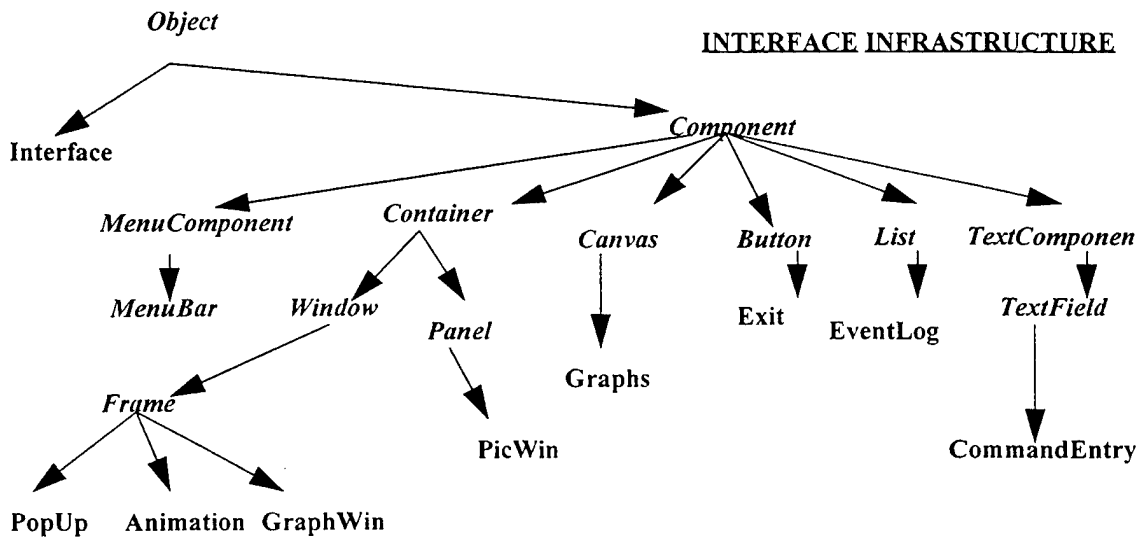 Object
INTERFACE INFRASTRUCTURE
Component
Interface
MenuComponent
Container
Canvas
Button
List
TextComponen
MenuBar
Window
Panel
Exit
EventLog
TextField
Graphs
Frame
PicWin
CommandEntry
PopUp
Animation
GraphWin